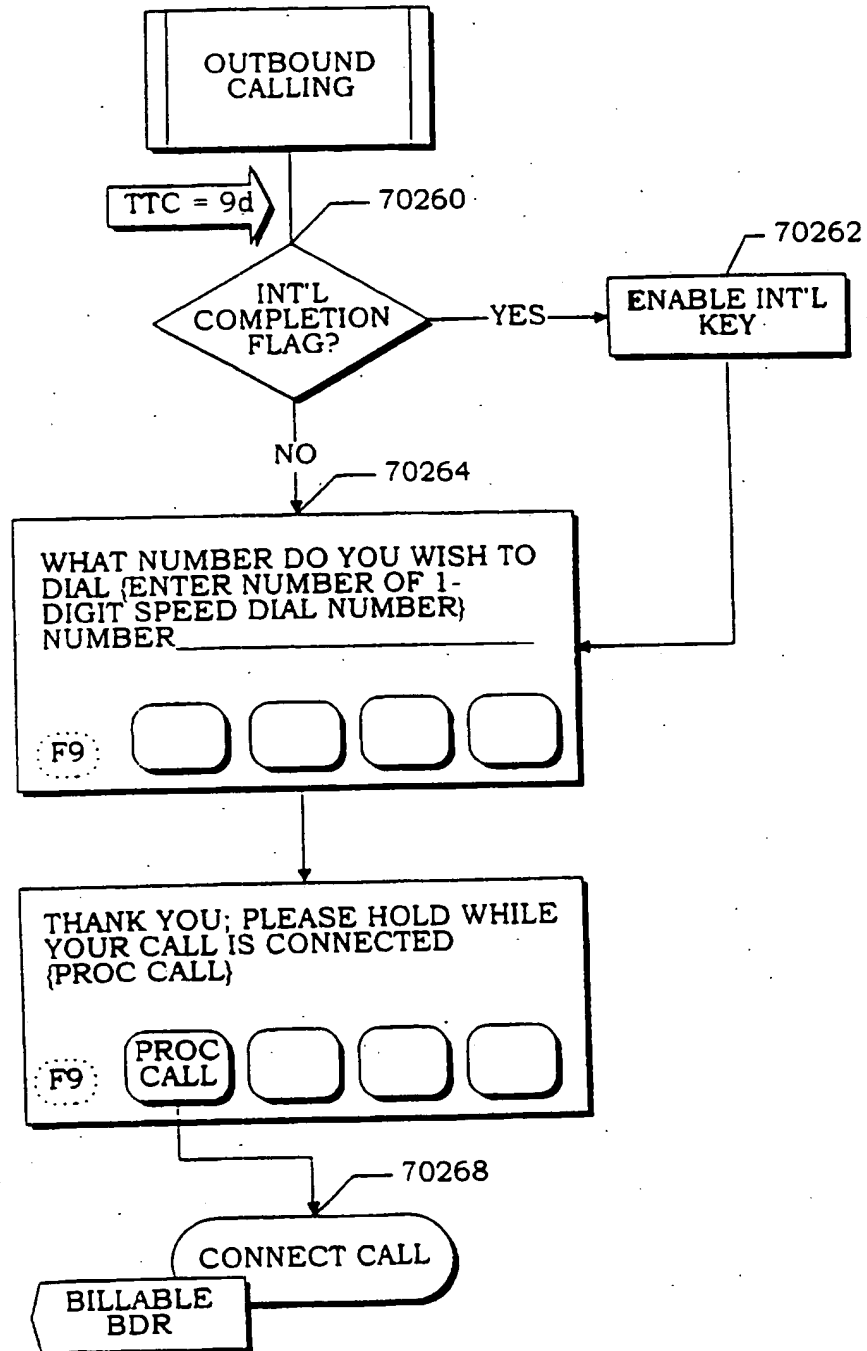 OUTBOUND
CALLING
TTC = 9d
70260
70262
INT'L
COMPLETION
FLAG?
YES
ENABLE INT'L
KEY
NO
70264
WHAT NUMBER DO YOU WISH TO
DIAL {ENTER NUMBER OF 1-
DIGIT SPEED DIAL NUMBER}
NUMBER
F9
THANK YOU; PLEASE HOLD WHILE
YOUR CALL IS CONNECTED
{PROC CALL}
F9
PROC
CALL
70268
CONNECT CALL
BILLABLE
BDR